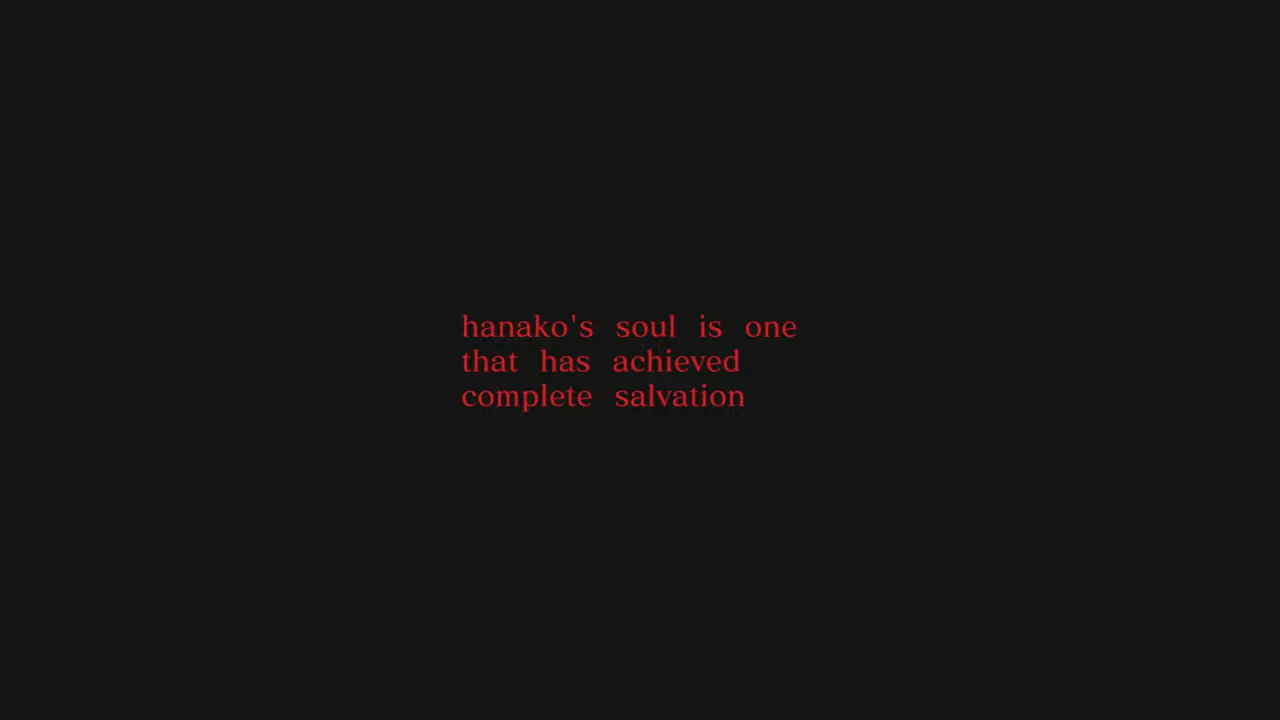 hanako's soul is one
that has achieved
complete salvation